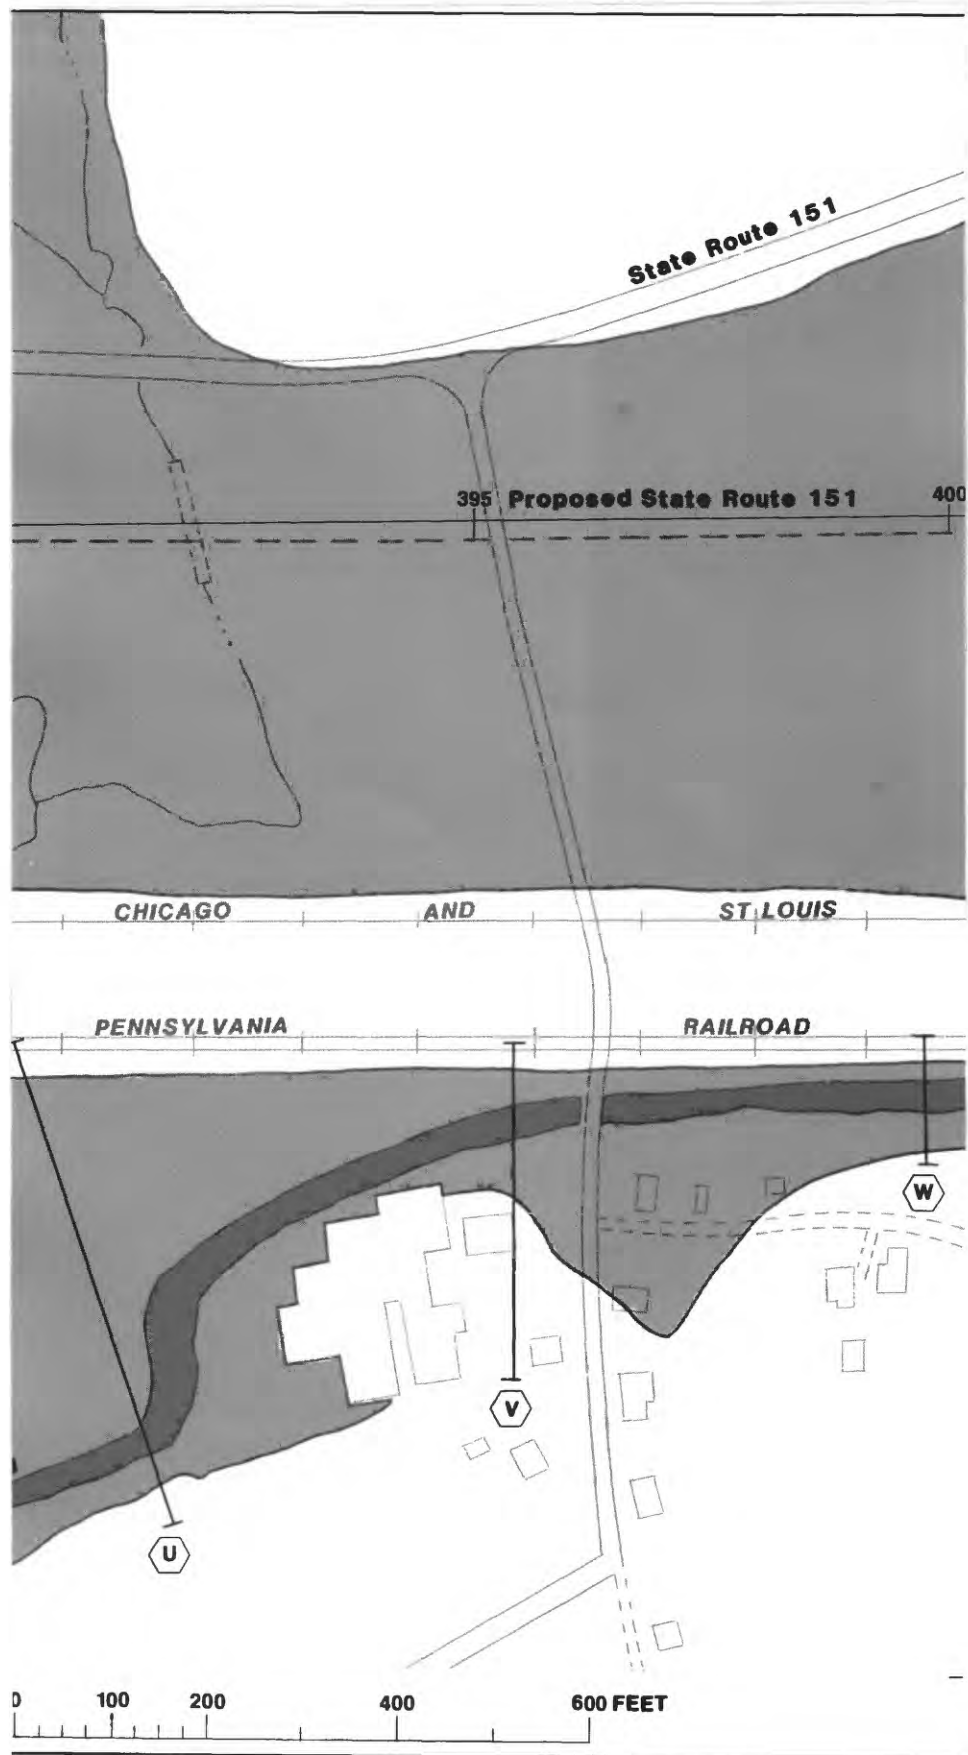 State Route 151
395 Proposed State Route 151 400
CHICAGO AND ST LOUIS
PENNSYLVANIA RAILROAD
W
V
U
0 100 200 400 600 FEET